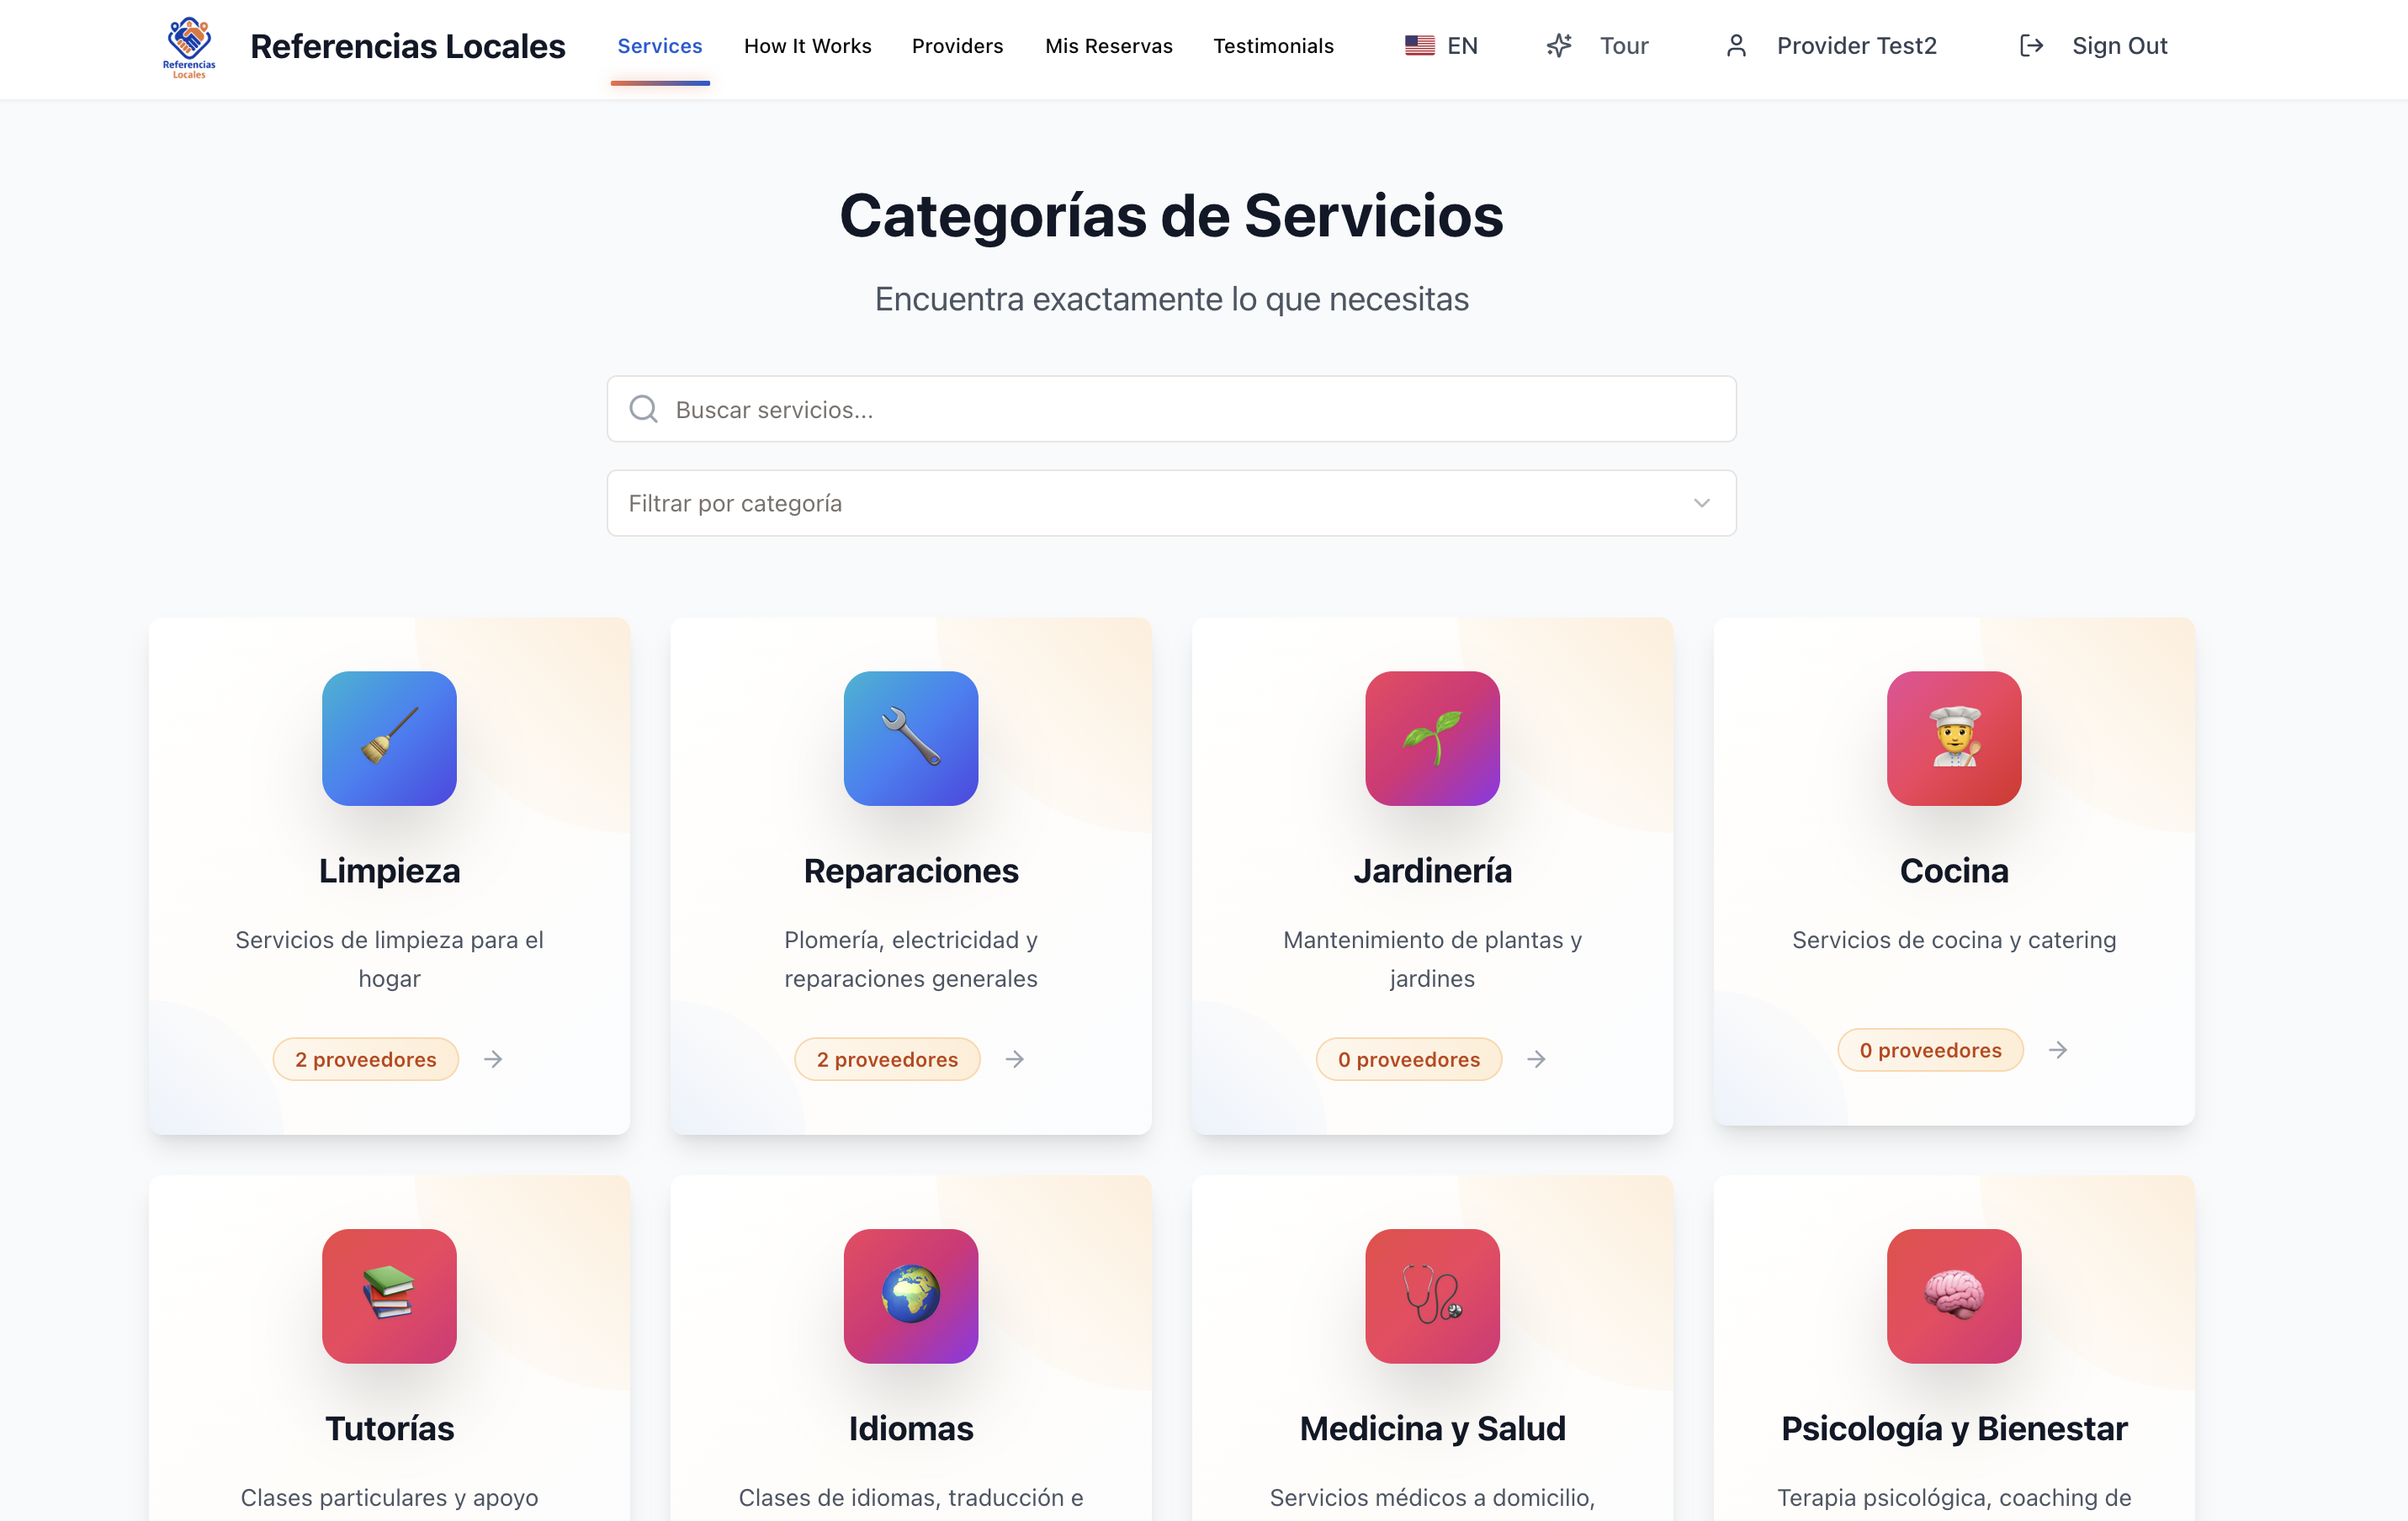 Referencias
Locales
Referencias Locales
Services
How It Works
Providers
Mis Reservas
Testimonials
EN
Tour
Provider Test2
Sign Out
Categorías de Servicios
Encuentra exactamente lo que necesitas
Buscar servicios...
Filtrar por categoría
Limpieza
Servicios de limpieza para el
hogar
2 proveedores
Reparaciones
Plomería, electricidad y
reparaciones generales
2 proveedores
Jardinería
Mantenimiento de plantas y
jardines
0 proveedores
Cocina
Servicios de cocina y catering
0 proveedores
Tutorías
Clases particulares y apoyo
Idiomas
Clases de idiomas, traducción e
Medicina y Salud
Servicios médicos a domicilio,
Psicología y Bienestar
Terapia psicológica, coaching de